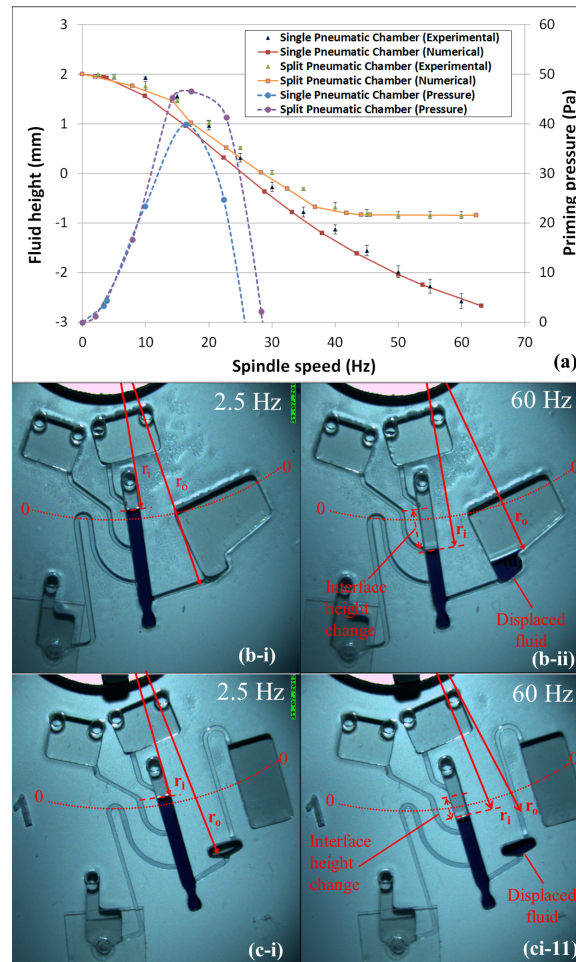 3
2
1
0
-1
-2
-3
60
50
40
30
20
10
0
0
10
20
30
40
50
60
70
Fluid height (mm)
Priming pressure (Pa)
Spindle speed (Hz)
Single Pneumatic Chamber (Experimental)
Single Pneumatic Chamber (Numerical)
Split Pneumatic Chamber (Experimental)
Split Pneumatic Chamber (Numerical)
Single Pneumatic Chamber (Pressure)
Split Pneumatic Chamber (Pressure)
(a)
2.5 Hz
ri
ro
0
0
(b-i)
60 Hz
0
0
ri
ro
Interface
height
change
Displaced
fluid
(b-ii)
2.5 Hz
0
0
ri
ro
1
(c-i)
60 Hz
0
0
ri
ro
Interface
height
change
Displaced
fluid
(ci-11)